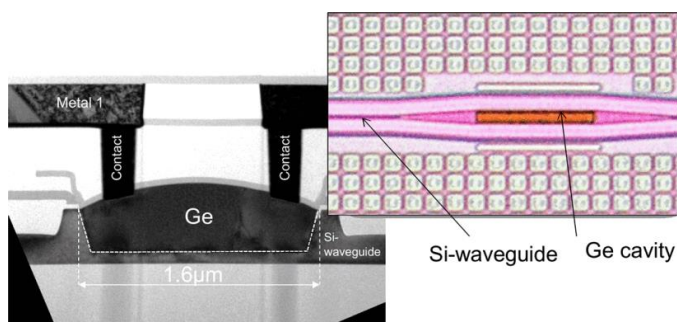 Metal 1
Contact
Contact
Ge
Si-
waveguide
1.6µm
Si-waveguide
Ge cavity